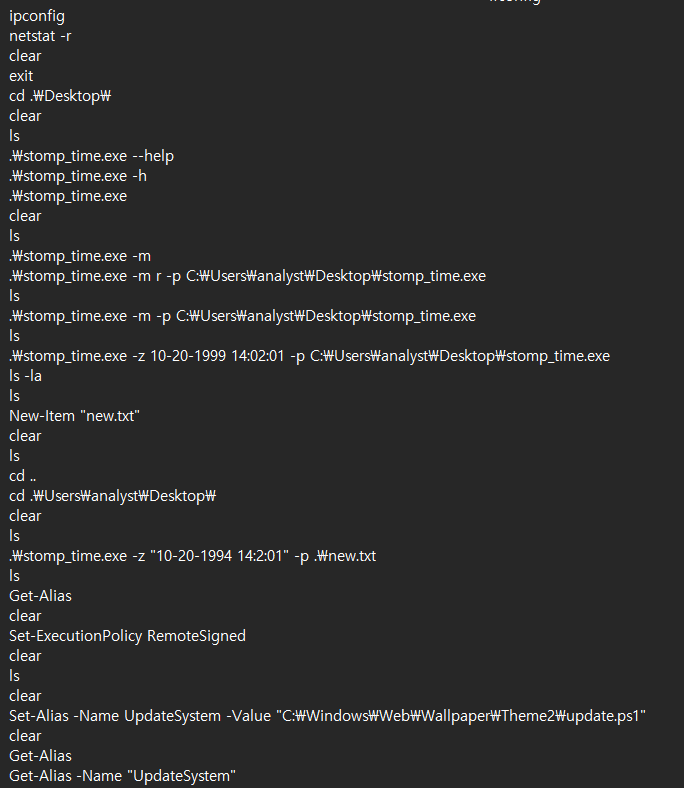 ipconfig
netstat -r
clear
exit
cd .₩Desktop₩
clear
ls
.₩stomp_time.exe --help
.₩stomp_time.exe -h
.₩stomp_time.exe
clear
ls
.₩stomp_time.exe -m
.₩stomp_time.exe -m r -p C:₩Users₩analyst₩Desktop₩stomp_time.exe
ls
.₩stomp_time.exe -m -p C:₩Users₩analyst₩Desktop₩stomp_time.exe
ls
.₩stomp_time.exe -z 10-20-1999 14:02:01 -p C:₩Users₩analyst₩Desktop₩stomp_time.exe
ls -la
ls
New-Item "new.txt"
clear
ls
cd ..
cd .₩Users₩analyst₩Desktop₩
clear
ls
.₩stomp_time.exe -z "10-20-1994 14:2:01" -p .₩new.txt
ls
Get-Alias
clear
Set-ExecutionPolicy RemoteSigned
clear
ls
clear
Set-Alias -Name UpdateSystem -Value "C:₩Windows₩Web₩Wallpaper₩Theme2₩update.ps1"
clear
Get-Alias
Get-Alias -Name "UpdateSystem"